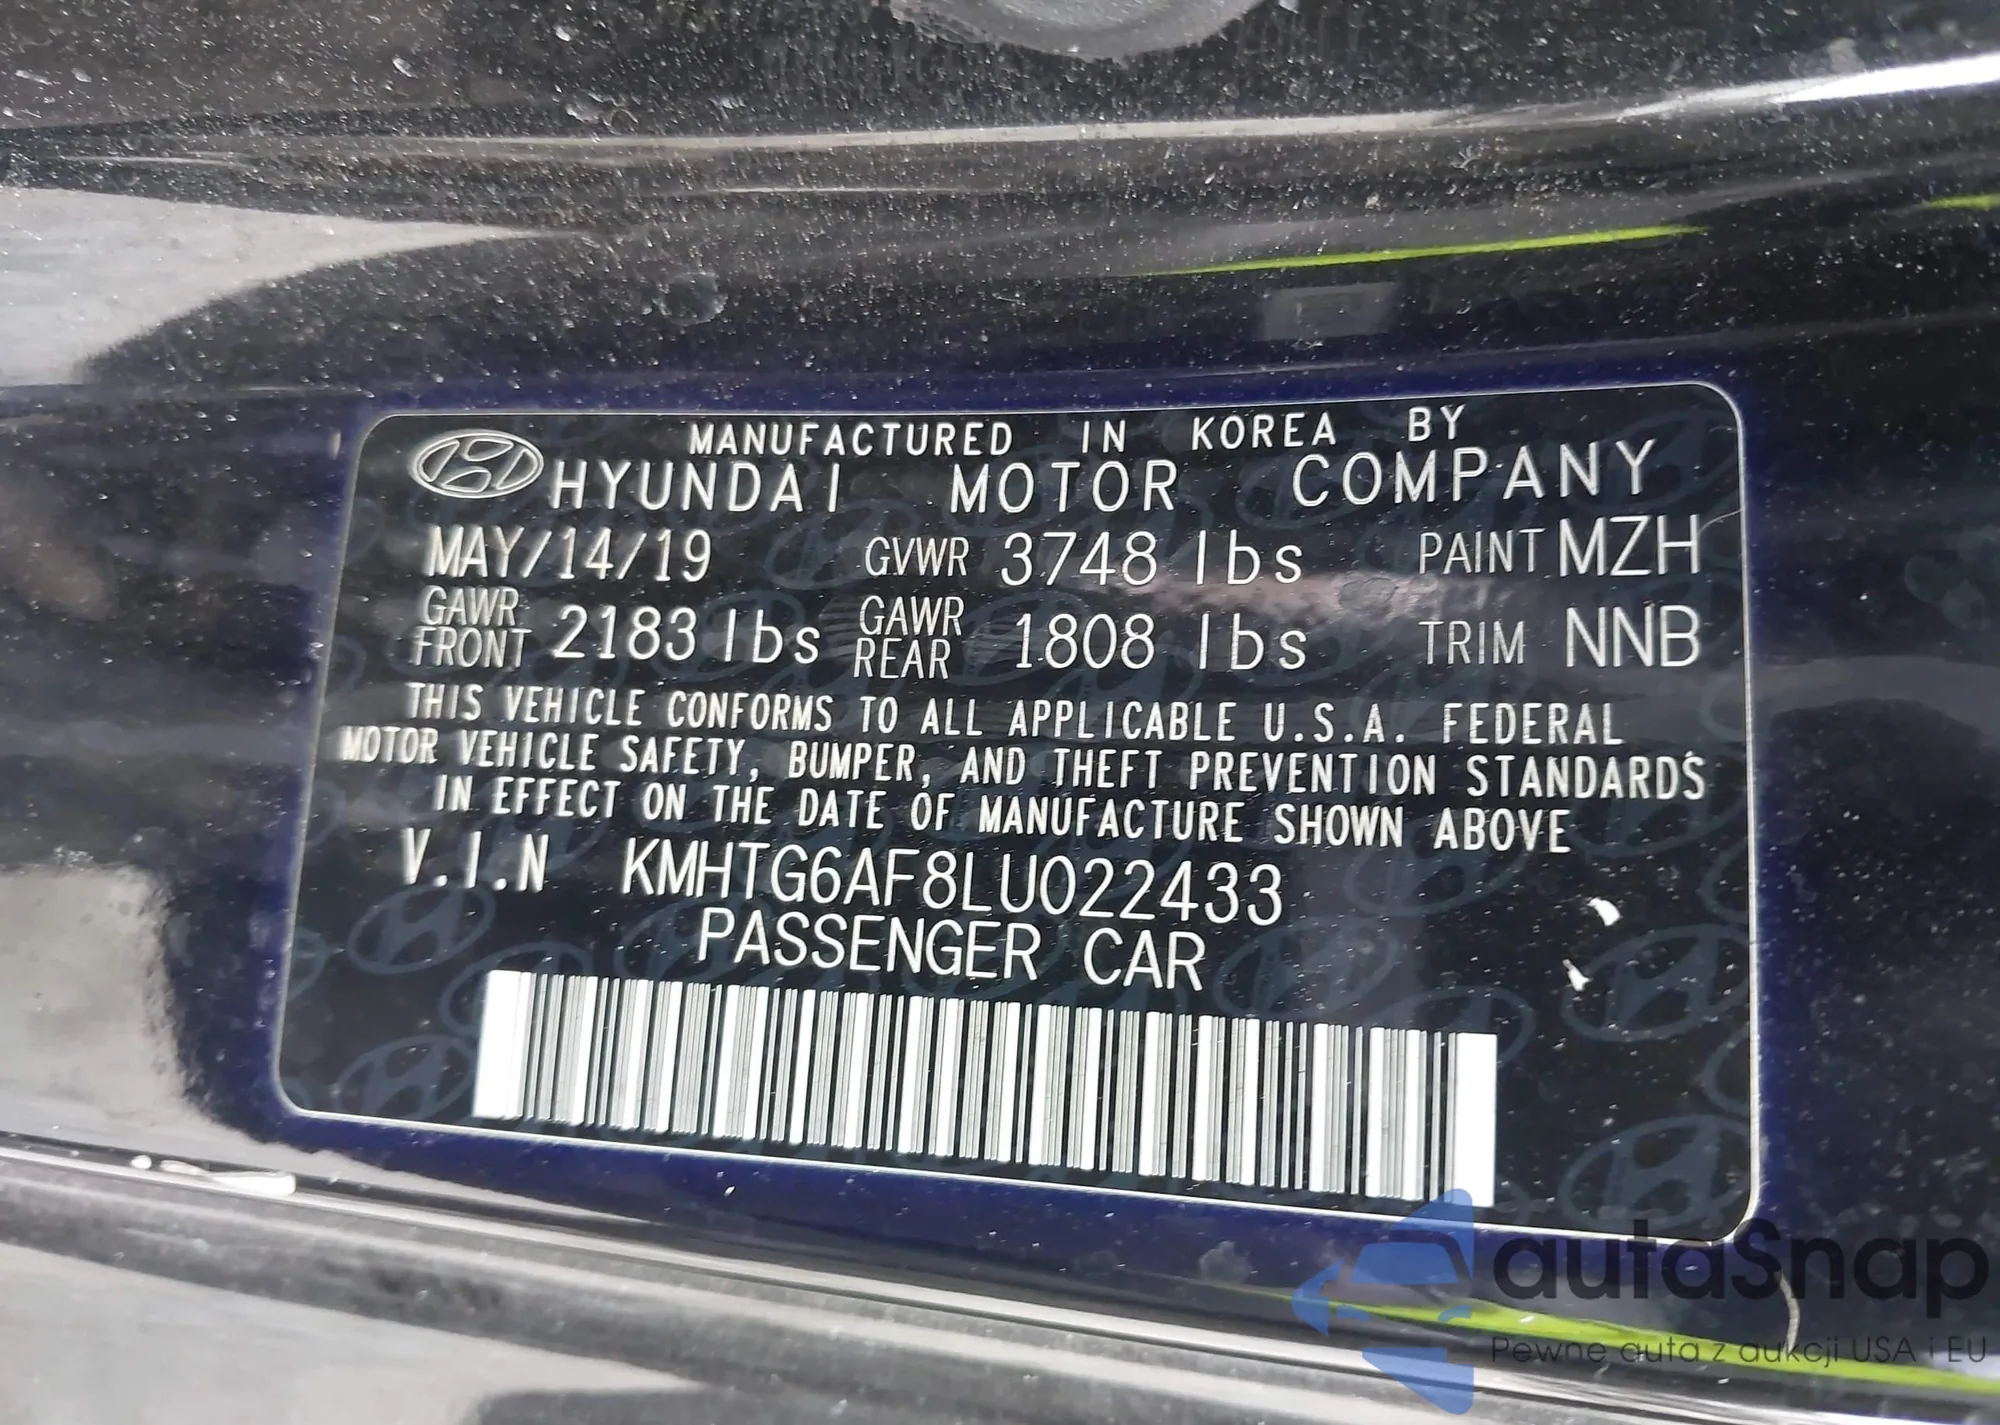 MANUFACTURED IN KOREA BY
HYUNDAI MOTOR COMPANY
MAY/14/19 GVWR 3748 lbs PAINT MZH
GAWR FRONT 2183 lbs GAWR REAR 1808 lbs TRIM NNB
THIS VEHICLE CONFORMS TO ALL APPLICABLE U.S.A. FEDERAL
MOTOR VEHICLE SAFETY, BUMPER, AND THEFT PREVENTION STANDARDS
IN EFFECT ON THE DATE OF MANUFACTURE SHOWN ABOVE
V.I.N KMHTG6AF8LU022433
PASSENGER CAR
autaSnap
Pewne auta z aukcji USA i EU